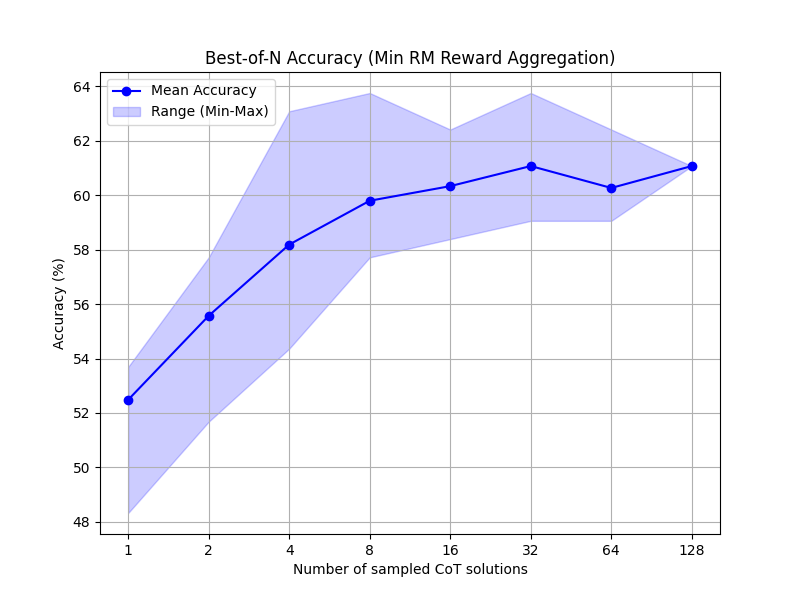 Best-of-N Accuracy (Min RM Reward Aggregation)
Mean Accuracy
Range (Min-Max)
Accuracy (%)
64
62
60
58
56
54
52
50
48
1 2 4 8 16 32 64 128
Number of sampled CoT solutions